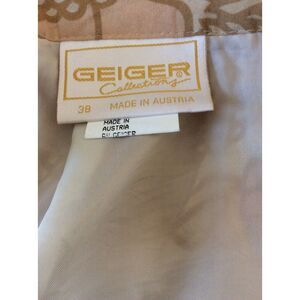 GEIGER®
Collections
38 MADE IN AUSTRIA
MADE IN
AUSTRIA
BY GEIGER